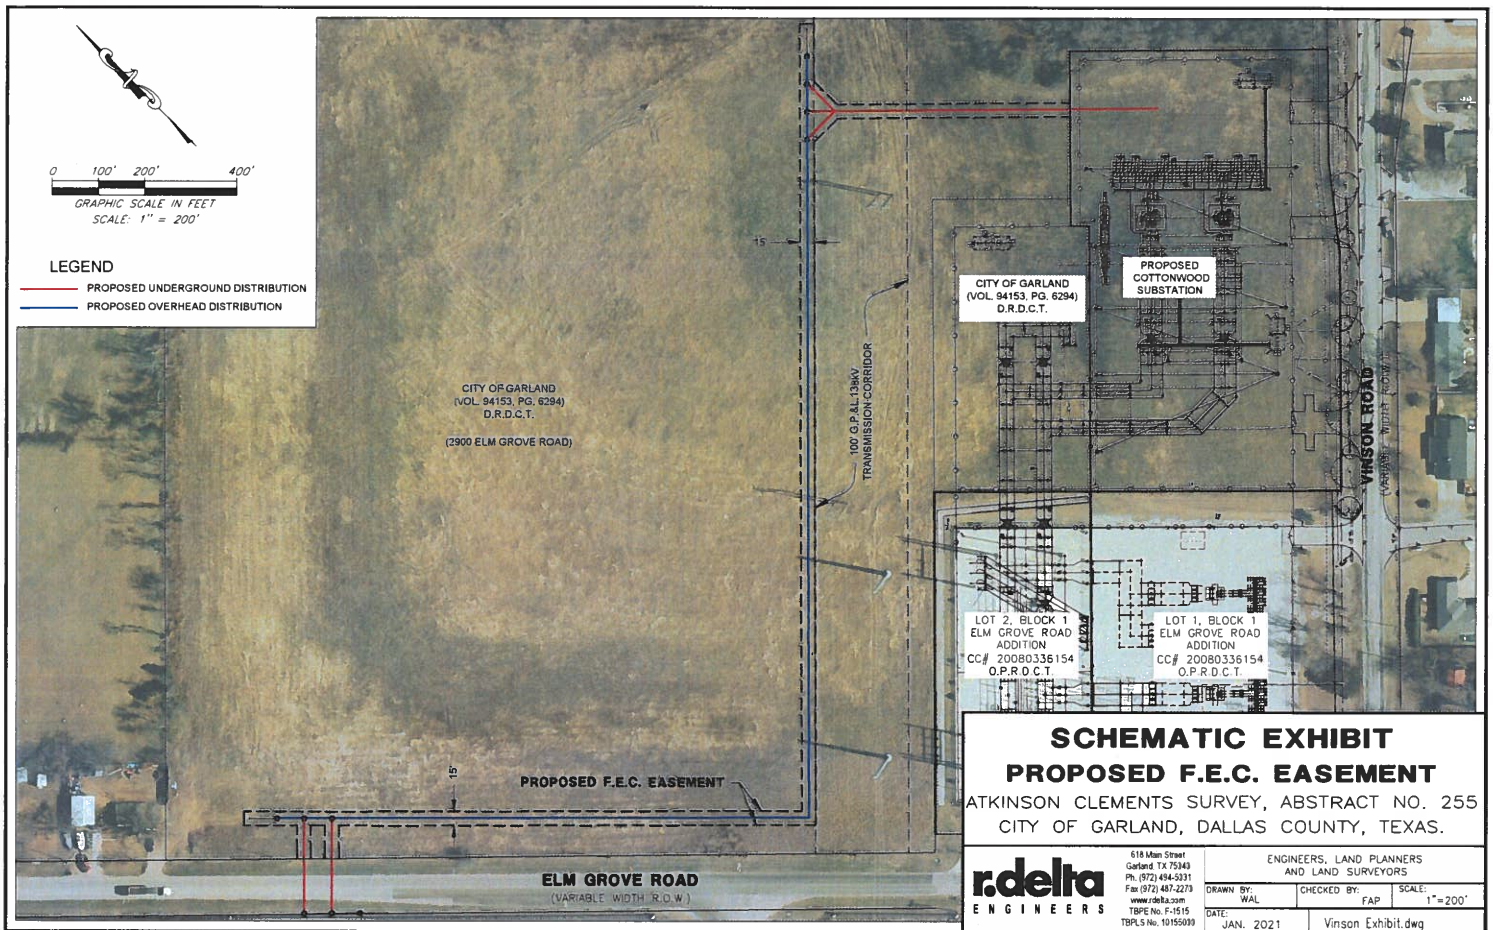 0 100' 200' 400'
GRAPHIC SCALE IN FEET
SCALE: 1" = 200'
LEGEND
PROPOSED UNDERGROUND DISTRIBUTION
PROPOSED OVERHEAD DISTRIBUTION
15'
CITY OF GARLAND
(VOL. 94153, PG. 6294)
D.R.D.C.T.
PROPOSED
COTTONWOOD
SUBSTATION
CITY OF GARLAND
(VOL. 94153, PG. 6294)
D.R.D.C.T.
(2900 ELM GROVE ROAD)
100' G.P.&L.138kV
TRANSMISSION CORRIDOR
VINSON ROAD
(VARIABLE WIDTH R.O.W.)
LOT 2, BLOCK 1
ELM GROVE ROAD
ADDITION
CC# 20080336154
O.P.R.D.C.T.
LOT 1, BLOCK 1
ELM GROVE ROAD
ADDITION
CC# 20080336154
O.P.R.D.C.T.
15'
PROPOSED F.E.C. EASEMENT
ELM GROVE ROAD
(VARIABLE WIDTH R.O.W.)
SCHEMATIC EXHIBIT
PROPOSED F.E.C. EASEMENT
ATKINSON CLEMENTS SURVEY, ABSTRACT NO. 255
CITY OF GARLAND, DALLAS COUNTY, TEXAS.
r.delta
ENGINEERS
618 Main Street
Garland, TX 75043
Ph. (972) 494-5031
Fax (972) 487-2270
www.rdelta.com
TBPE No. F-1515
TBPLS No. 10155000
ENGINEERS, LAND PLANNERS
AND LAND SURVEYORS
DRAWN BY:
WAL
CHECKED BY:
FAP
SCALE:
1"=200'
DATE:
JAN. 2021
Vinson Exhibit.dwg